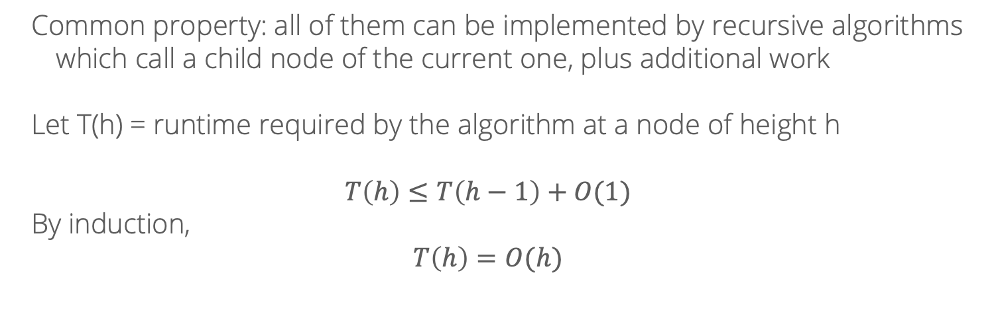 Common property: all of them can be implemented by recursive algorithms
which call a child node of the current one, plus additional work
Let T(h) = runtime required by the algorithm at a node of height h
T(h) ≤ T(h − 1) + O(1)
By induction,
T(h) = O(h)